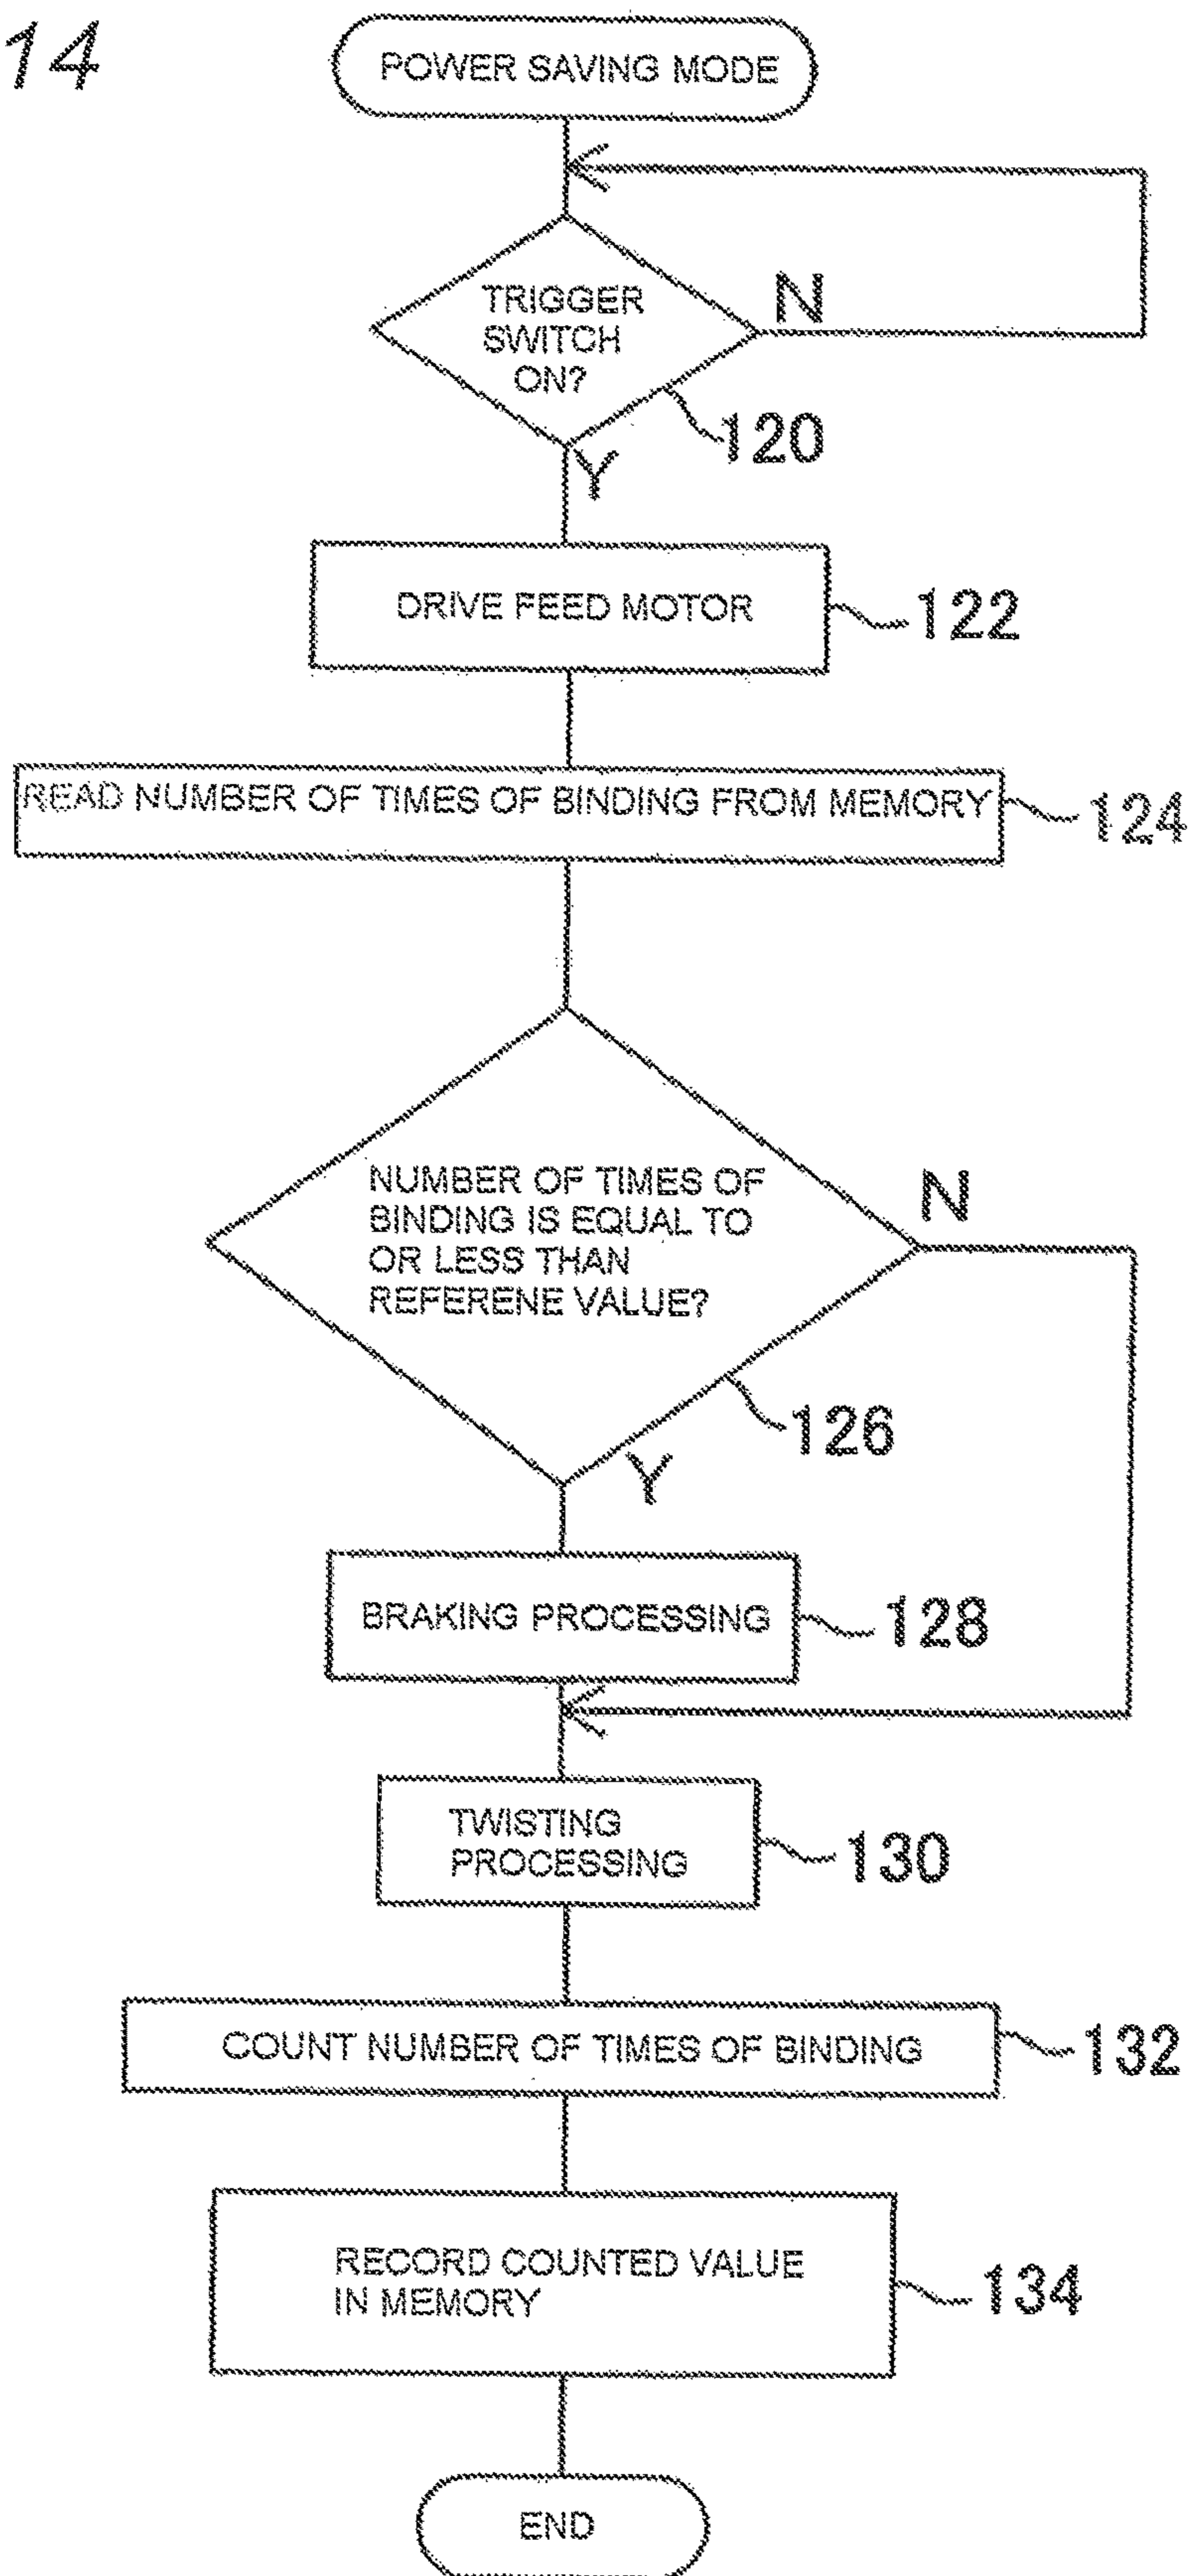 14
POWER SAVING MODE
TRIGGER
SWITCH
ON?
N
120
Y
DRIVE FEED MOTOR
122
READ NUMBER OF TIMES OF BINDING FROM MEMORY
124
NUMBER OF TIMES OF
BINDING IS EQUAL TO
OR LESS THAN
REFERENE VALUE?
N
126
Y
BRAKING PROCESSING
128
TWISTING
PROCESSING
130
COUNT NUMBER OF TIMES OF BINDING
132
RECORD COUNTED VALUE
IN MEMORY
134
END